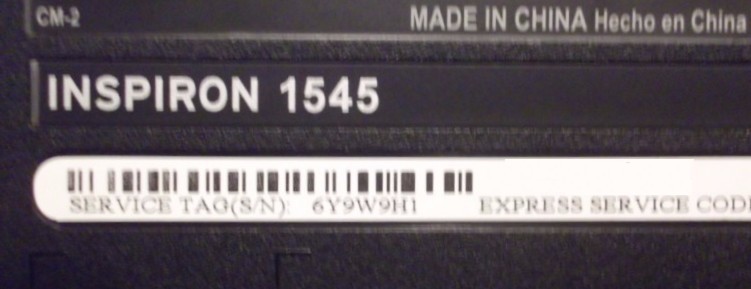 CM-2 MADE IN CHINA Hecho en China
INSPIRON 1545
SERVICE TAG(S/N): 6Y9W9H1 EXPRESS SERVICE CODE